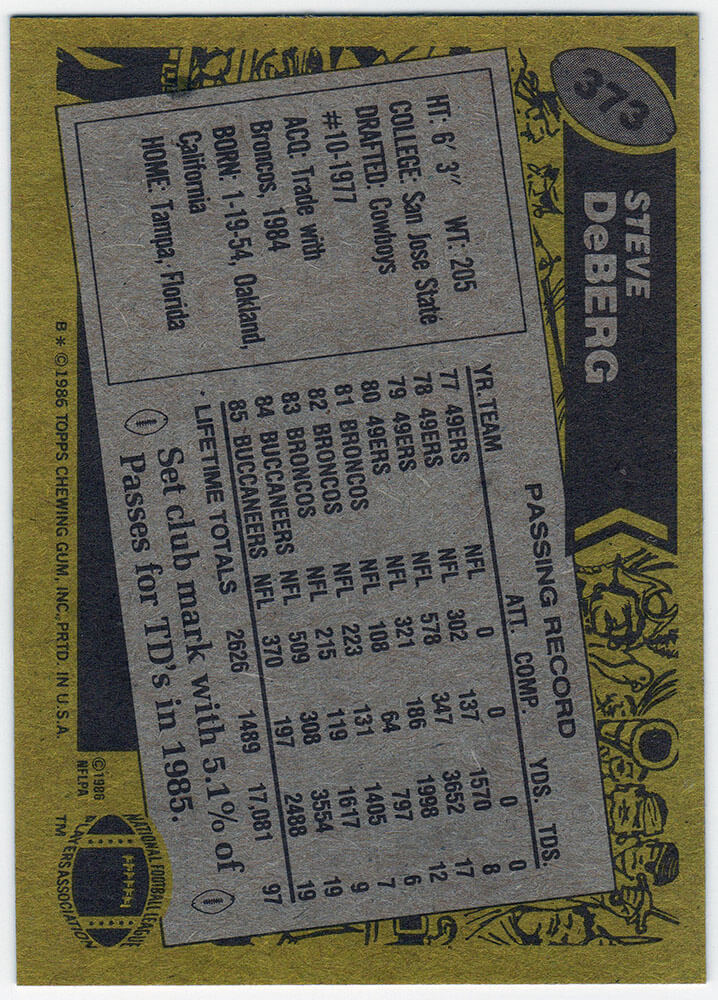 373
STEVE
DeBERG
HT: 6' 3" WT: 205
COLLEGE: San Jose State
DRAFTED: Cowboys
#10-1977
ACQ: Trade with
Broncos, 1984
BORN: 1-19-54, Oakland,
California
HOME: Tampa, Florida
PASSING RECORD
YR. TEAM ATT. COMP. YDS. TDS.
77 49ERS NFL 0 0 0 0
78 49ERS NFL 302 137 1570 8
79 49ERS NFL 578 347 3652 17
80 49ERS NFL 321 186 1998 12
81 BRONCOS NFL 108 64 797 6
82 BRONCOS NFL 223 131 1405 7
83 BRONCOS NFL 215 119 1617 9
84 BUCCANEERS NFL 509 308 3554 19
85 BUCCANEERS NFL 370 197 2488 19
LIFETIME TOTALS 2626 1489 17,081 97
Set club mark with 5.1% of
Passes for TD's in 1985.
B* ©1986 TOPPS CHEWING GUM, INC. PRTD. IN U.S.A.
©1986
NFLPA
NATIONAL FOOTBALL LEAGUE
PLAYERS ASSOCIATION
TM